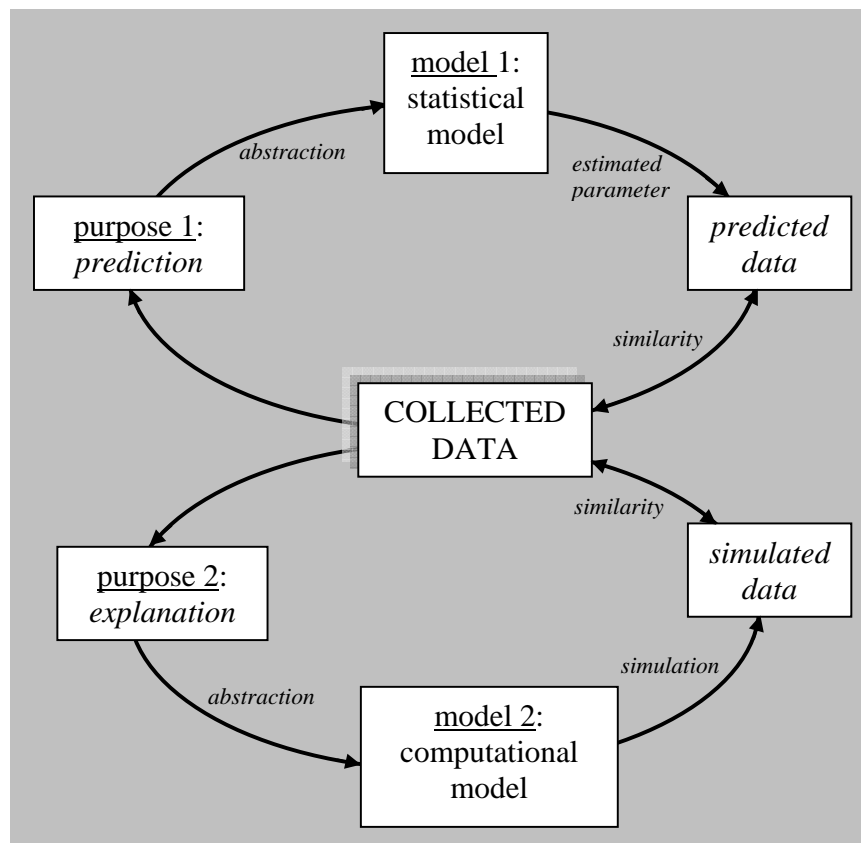 model 1:
statistical
model
abstraction
estimated
parameter
purpose 1:
prediction
predicted
data
similarity
COLLECTED
DATA
similarity
purpose 2:
explanation
simulated
data
simulation
abstraction
model 2:
computational
model